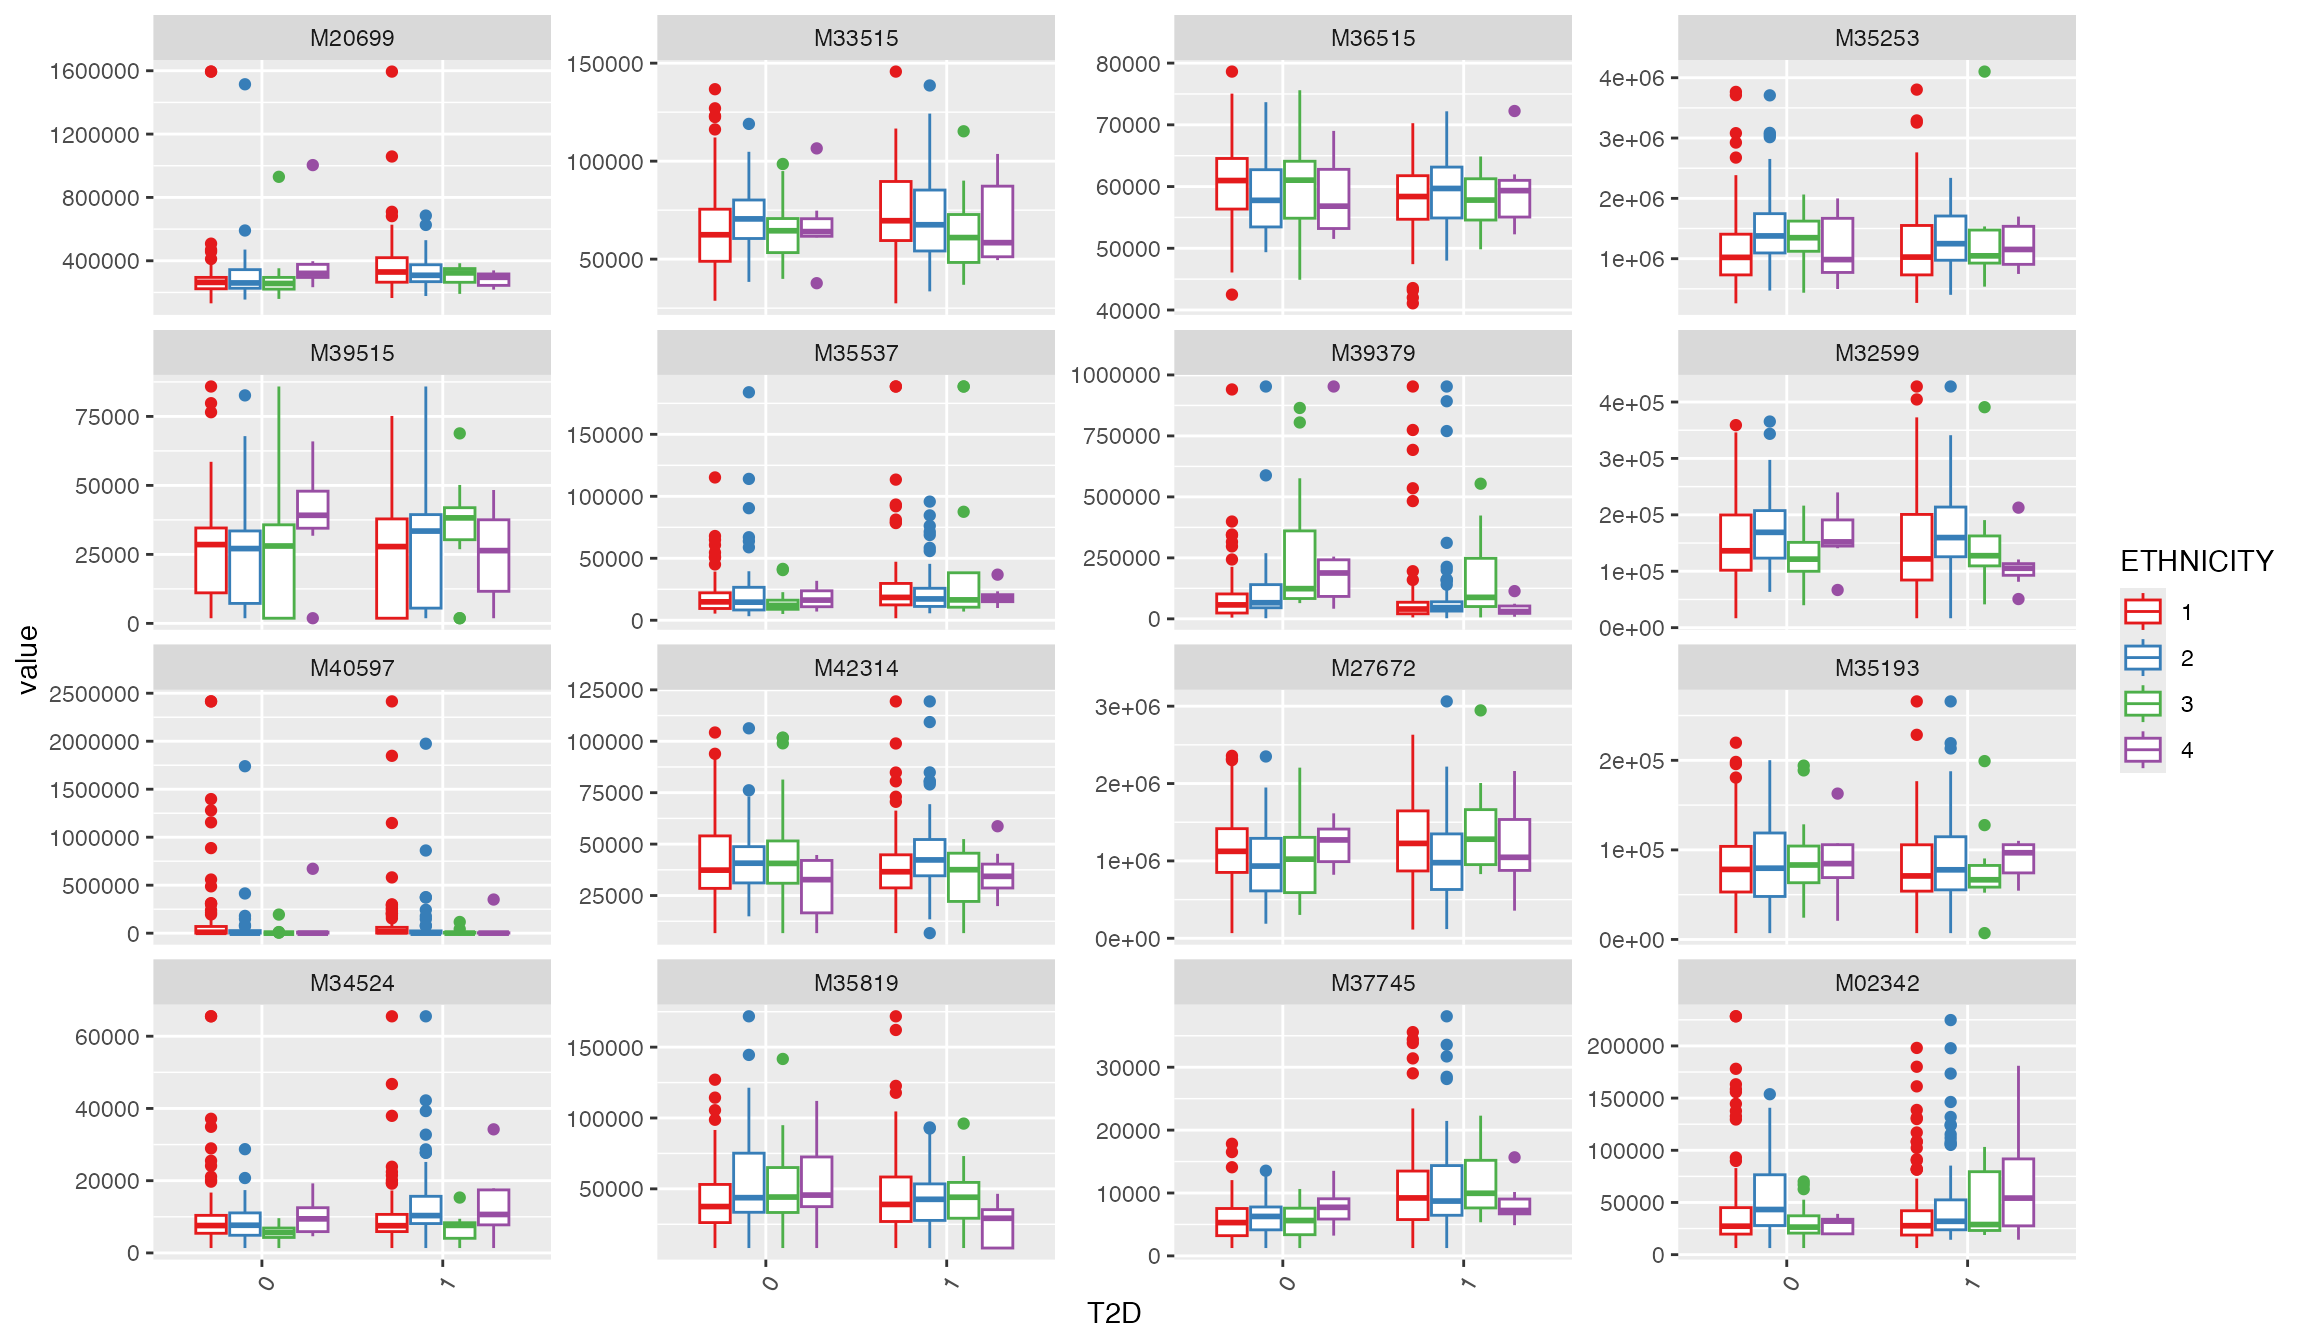 M20699 M33515 M36515 M35253
1600000
1200000
800000
400000
150000
100000
50000
80000
70000
60000
50000
40000
4e+06
3e+06
2e+06
1e+06
M39515 M35537 M39379 M32599
75000
50000
25000
0
150000
100000
50000
0
1000000
750000
500000
250000
0
4e+05
3e+05
2e+05
1e+05
0e+00
M40597 M42314 M27672 M35193
2500000
2000000
1500000
1000000
500000
0
125000
100000
75000
50000
25000
3e+06
2e+06
1e+06
0e+00
2e+05
1e+05
0e+00
M34524 M35819 M37745 M02342
60000
40000
20000
0
150000
100000
50000
30000
20000
10000
0
200000
150000
100000
50000
0
0 1 0 1 0 1 0 1
T2D
value
ETHNICITY
1
2
3
4